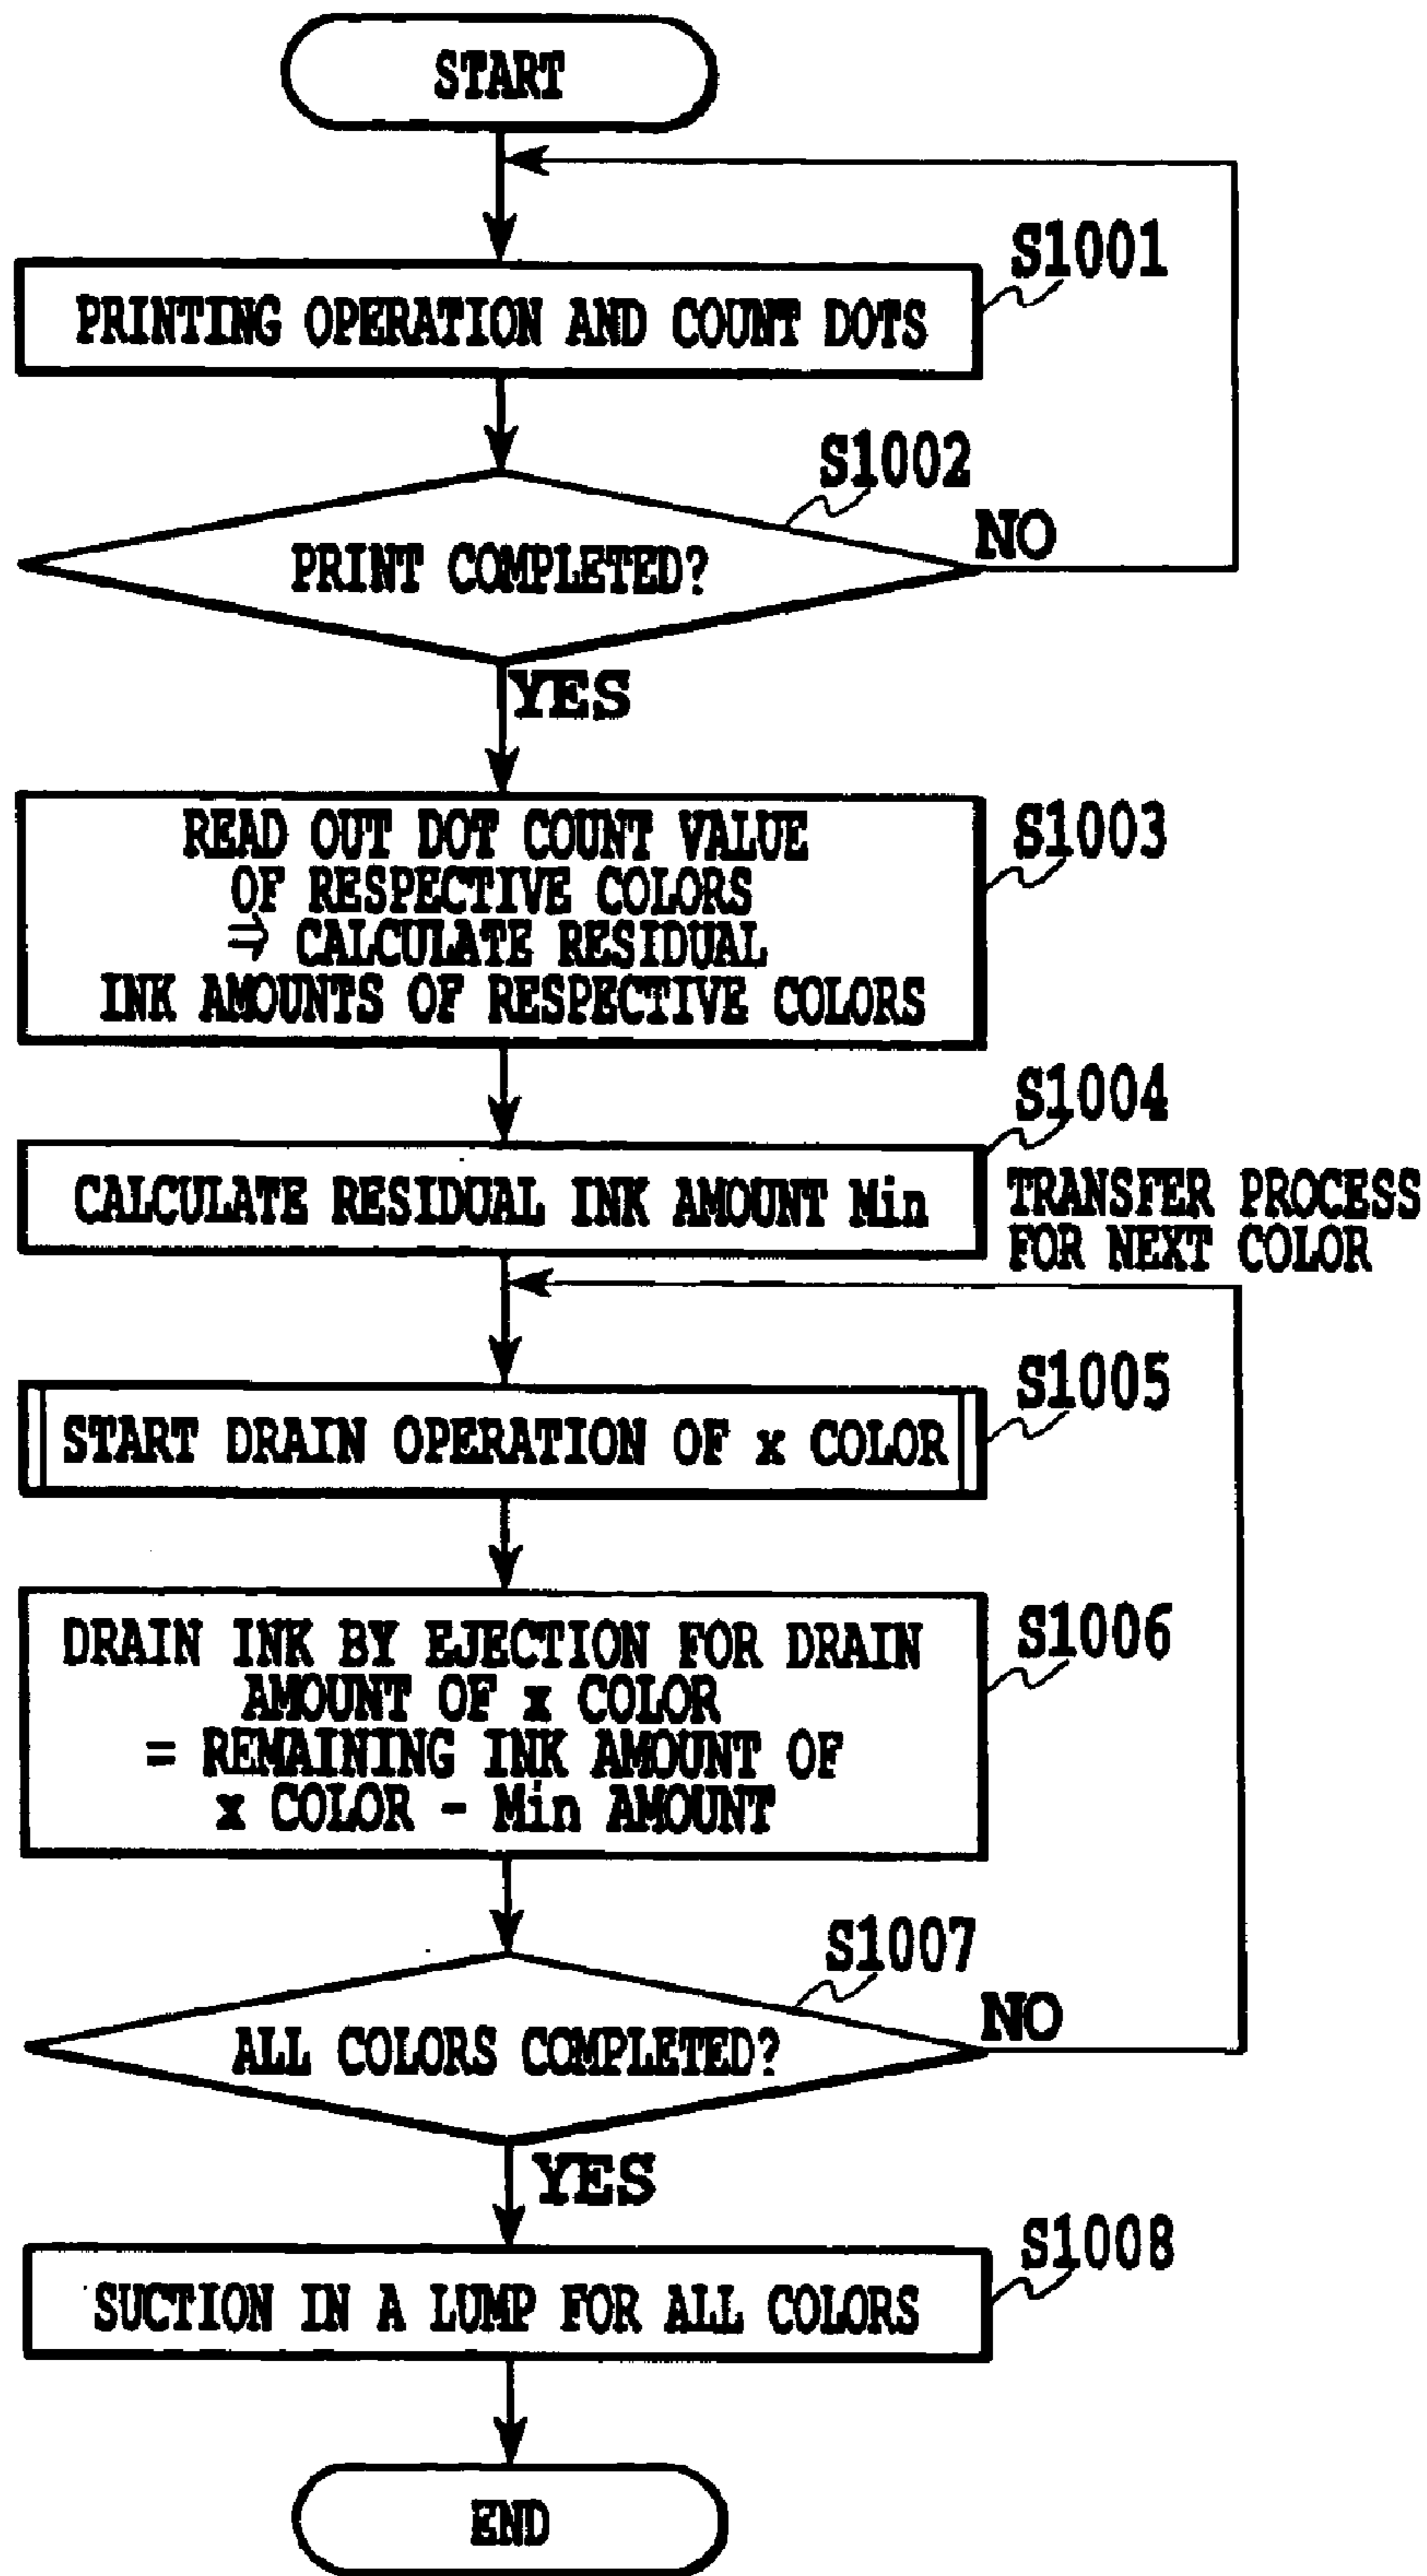 START
S1001
PRINTING OPERATION AND COUNT DOTS
S1002
PRINT COMPLETED?
NO
YES
S1003
READ OUT DOT COUNT VALUE
OF RESPECTIVE COLORS
⇒ CALCULATE RESIDUAL
INK AMOUNTS OF RESPECTIVE COLORS
S1004
CALCULATE RESIDUAL INK AMOUNT Min
TRANSFER PROCESS
FOR NEXT COLOR
S1005
START DRAIN OPERATION OF x COLOR
S1006
DRAIN INK BY EJECTION FOR DRAIN
AMOUNT OF x COLOR
= REMAINING INK AMOUNT OF
x COLOR - Min AMOUNT
S1007
ALL COLORS COMPLETED?
NO
YES
S1008
SUCTION IN A LUMP FOR ALL COLORS
END